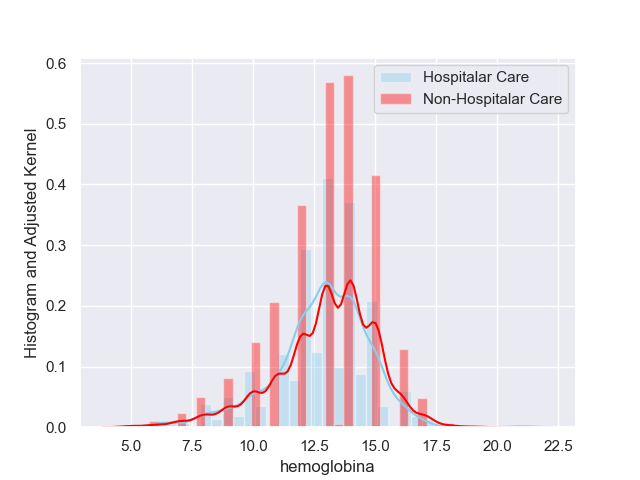 Hospitalar Care
Non-Hospitalar Care
Histogram and Adjusted Kernel
0.6
0.5
0.4
0.3
0.2
0.1
0.0
5.0 7.5 10.0 12.5 15.0 17.5 20.0 22.5
hemoglobina